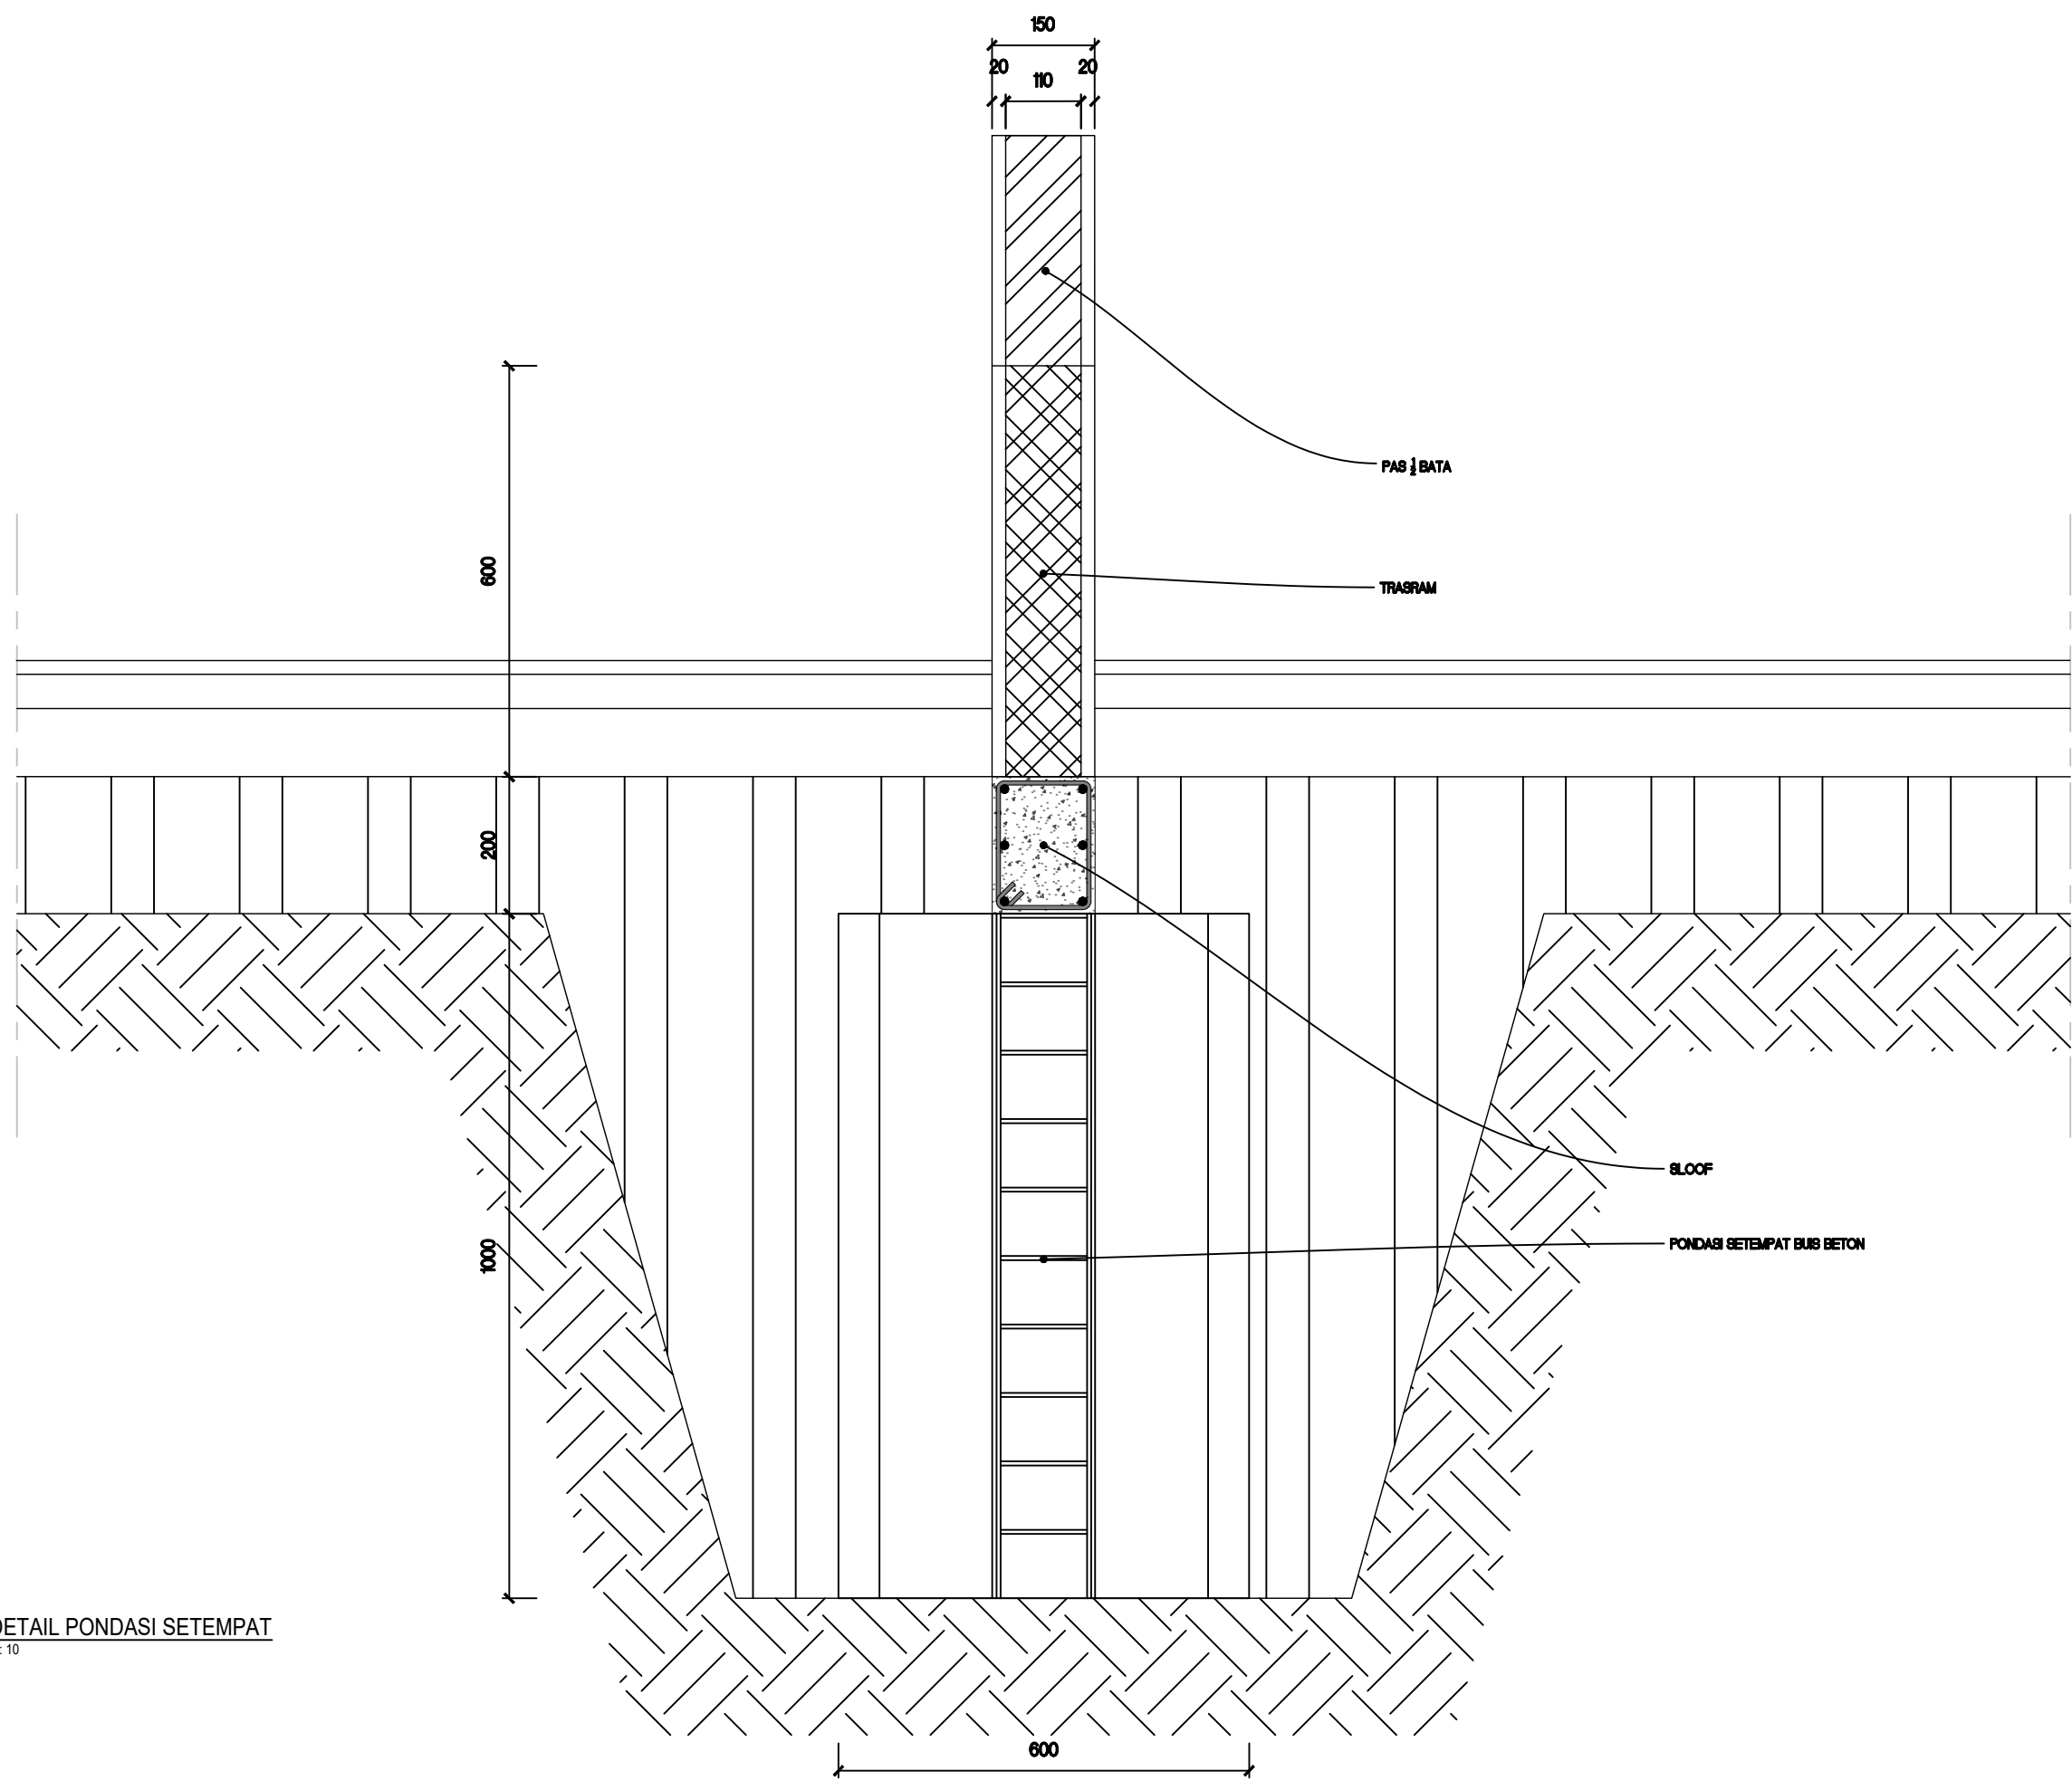 150
20
20
110
PAS ½ BATA
600
TRASRAM
200
SLOOF
1000
PONDASI SETEMPAT BUIS BETON
DETAIL PONDASI SETEMPAT
: 10
600